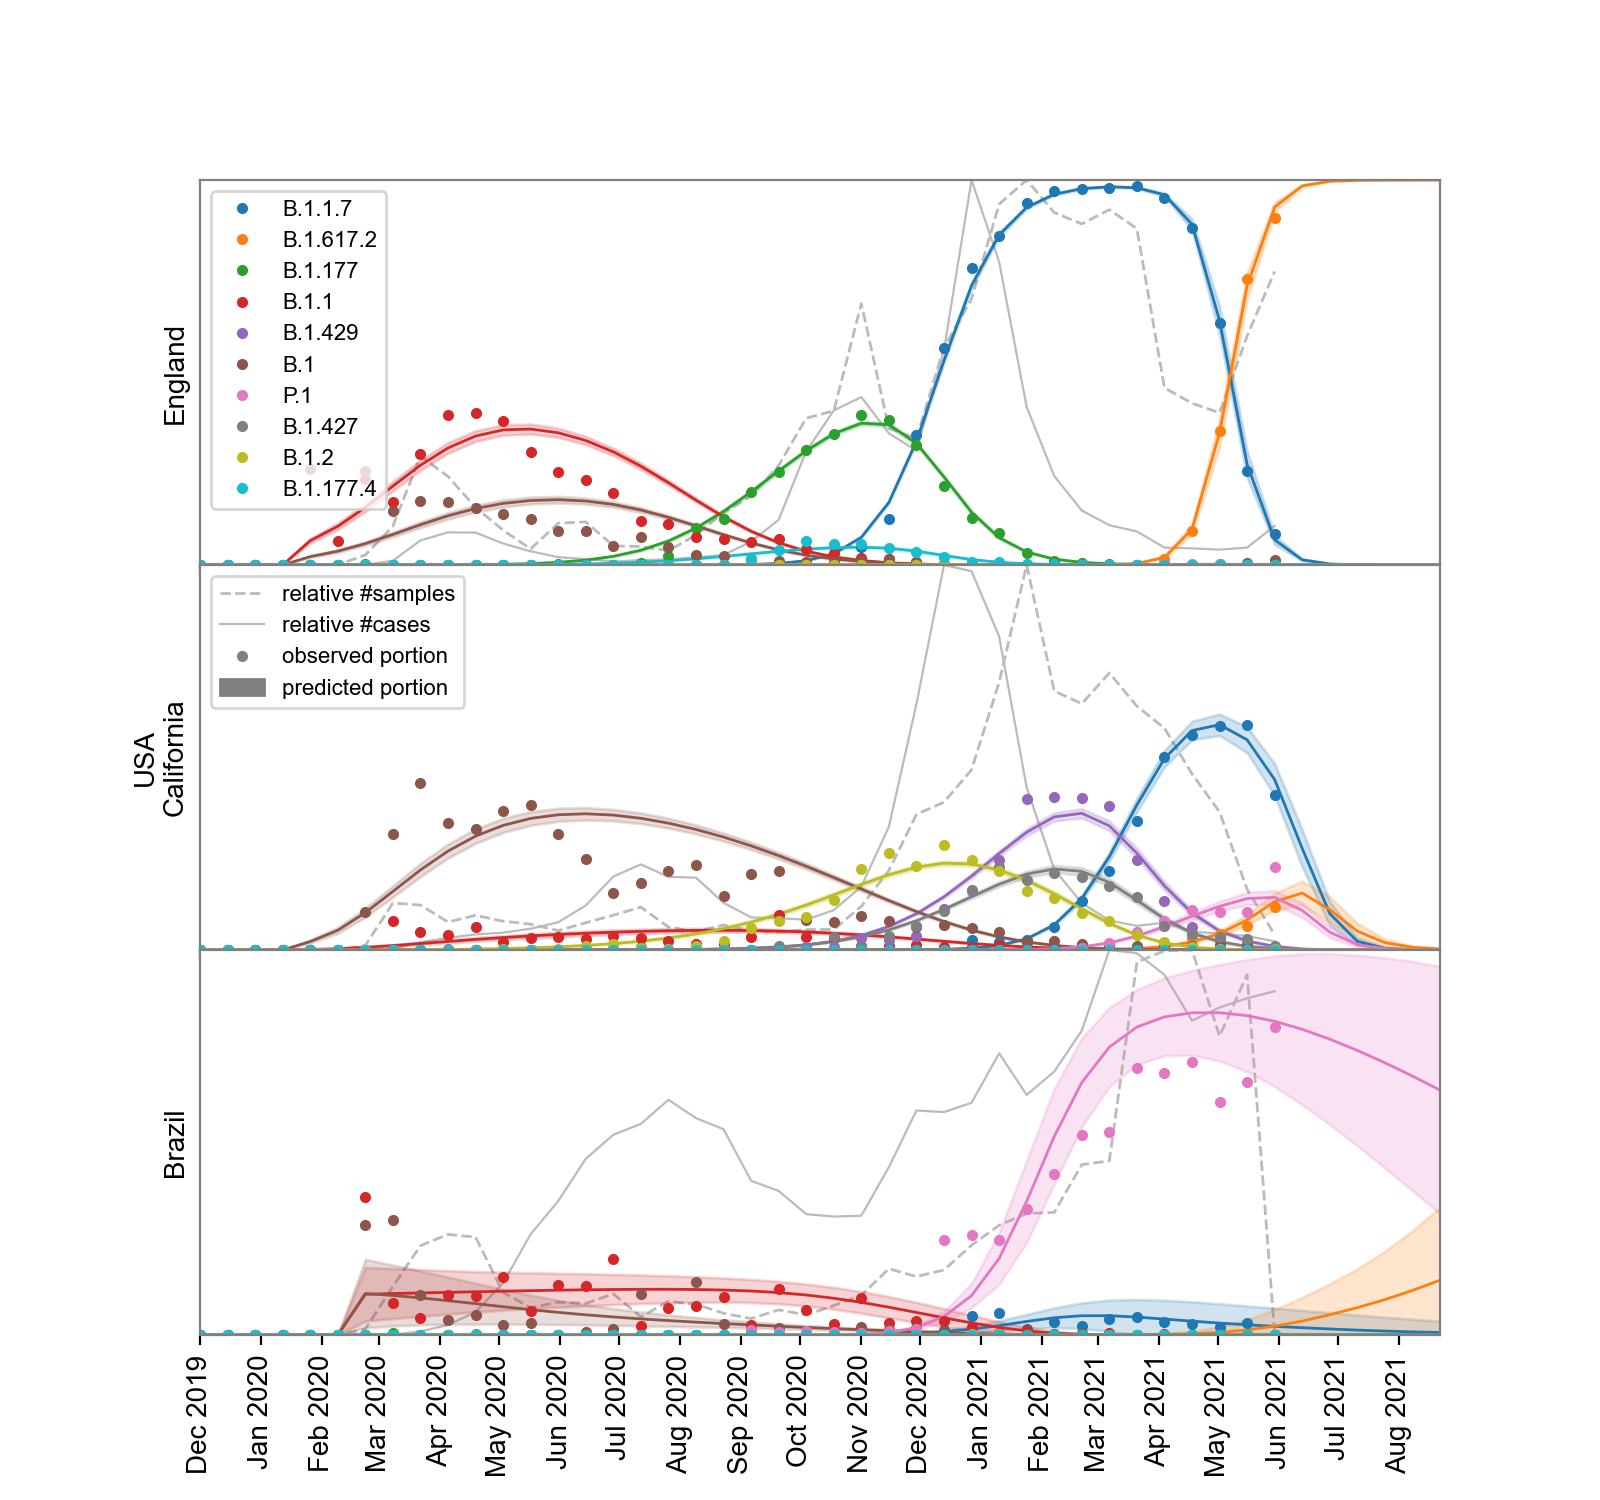 England
B.1.1.7
B.1.617.2
B.1.177
B.1.1
B.1.429
B.1
P.1
B.1.427
B.1.2
B.1.177.4
USA
California
relative #samples
relative #cases
observed portion
predicted portion
Brazil
Dec 2019
Jan 2020
Feb 2020
Mar 2020
Apr 2020
May 2020
Jun 2020
Jul 2020
Aug 2020
Sep 2020
Oct 2020
Nov 2020
Dec 2020
Jan 2021
Feb 2021
Mar 2021
Apr 2021
May 2021
Jun 2021
Jul 2021
Aug 2021